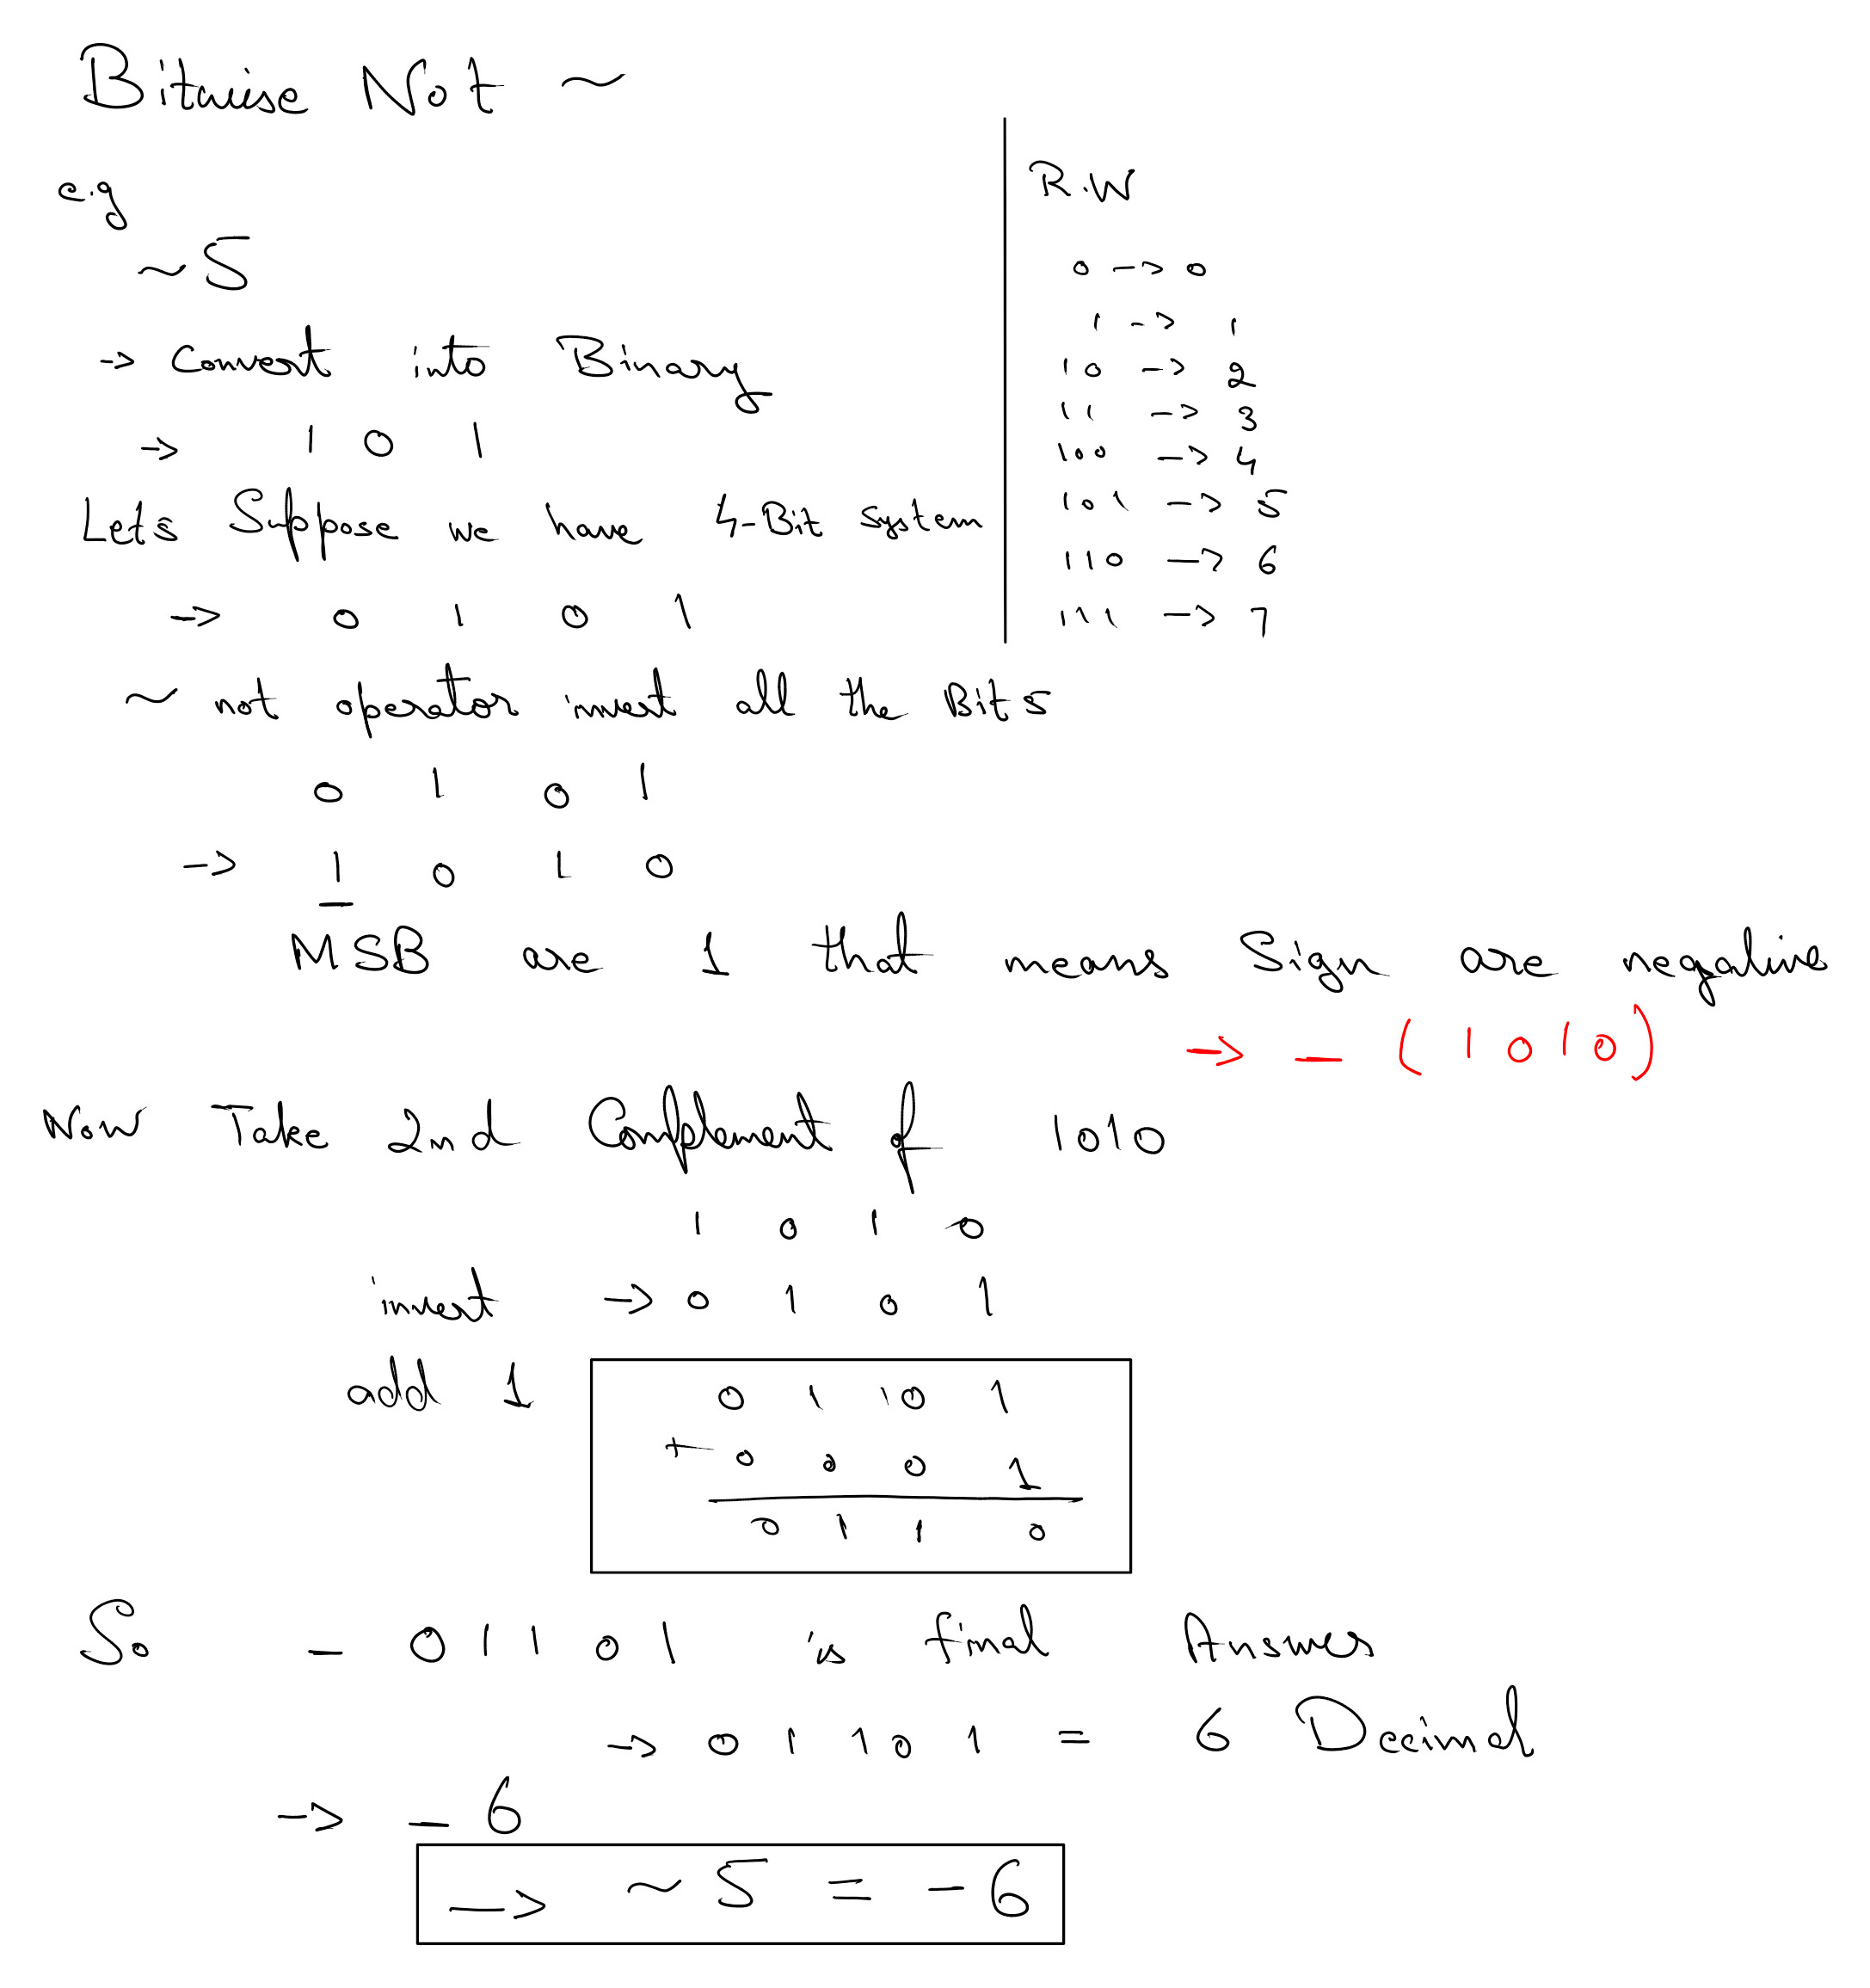 Bitwise Not ~
e.g
~5
-> Convert into Binary
-> 1 0 1
Lets Suppose we have 4-Bit system
-> 0 1 0 1
R.W
0 -> 0
1 -> 1
10 -> 2
11 -> 3
100 -> 4
101 -> 5
110 -> 6
111 -> 7
~ not operator invert all the Bits
0 1 0 1
-> 1 0 1 0
MSB are 1 that means Sign are negative
-> - (1010)
Now Take 2nd Complement of 1010
1 0 1 0
invert -> 0 1 0 1
add 1
0 1 0 1
+ 0 0 0 1
0 1 1 0
So - 0 1 1 0 1 is final Answer
-> 0 1 1 0 1 = 6 Decimal
-> - 6
-> ~ 5 = - 6